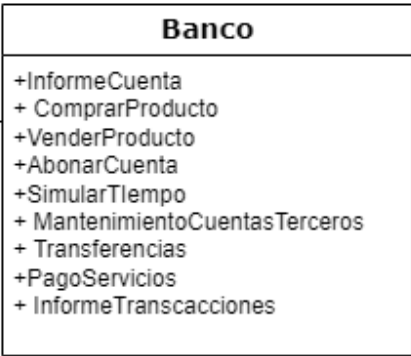 Banco
+InformeCuenta
+ ComprarProducto
+VenderProducto
+AbonarCuenta
+SimularTIempo
+ MantenimientoCuentasTerceros
+ Transferencias
+PagoServicios
+ InformeTranscacciones